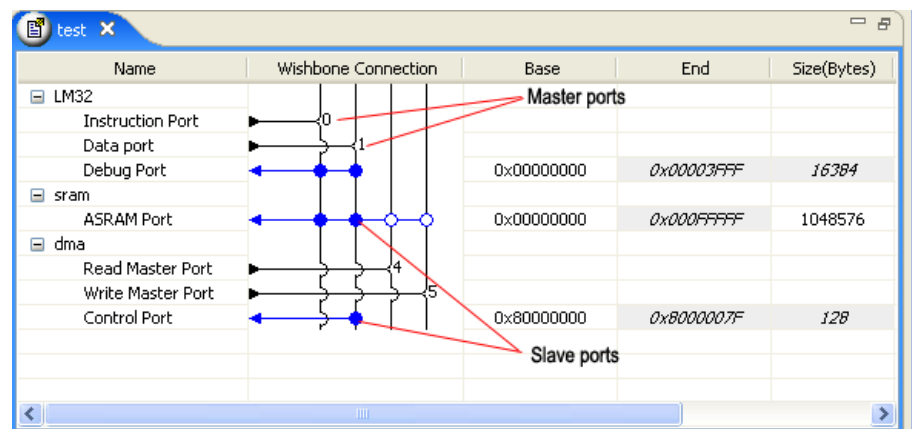 test
Name Wishbone Connection Base End Size(Bytes)
LM32 Master ports
Instruction Port 0
Data port 1
Debug Port 0x00000000 0x00003FFF 16384
sram
ASRAM Port 0x00000000 0x000FFFFF 1048576
dma
Read Master Port 4
Write Master Port 5
Control Port 0x80000000 0x8000007F 128
Slave ports